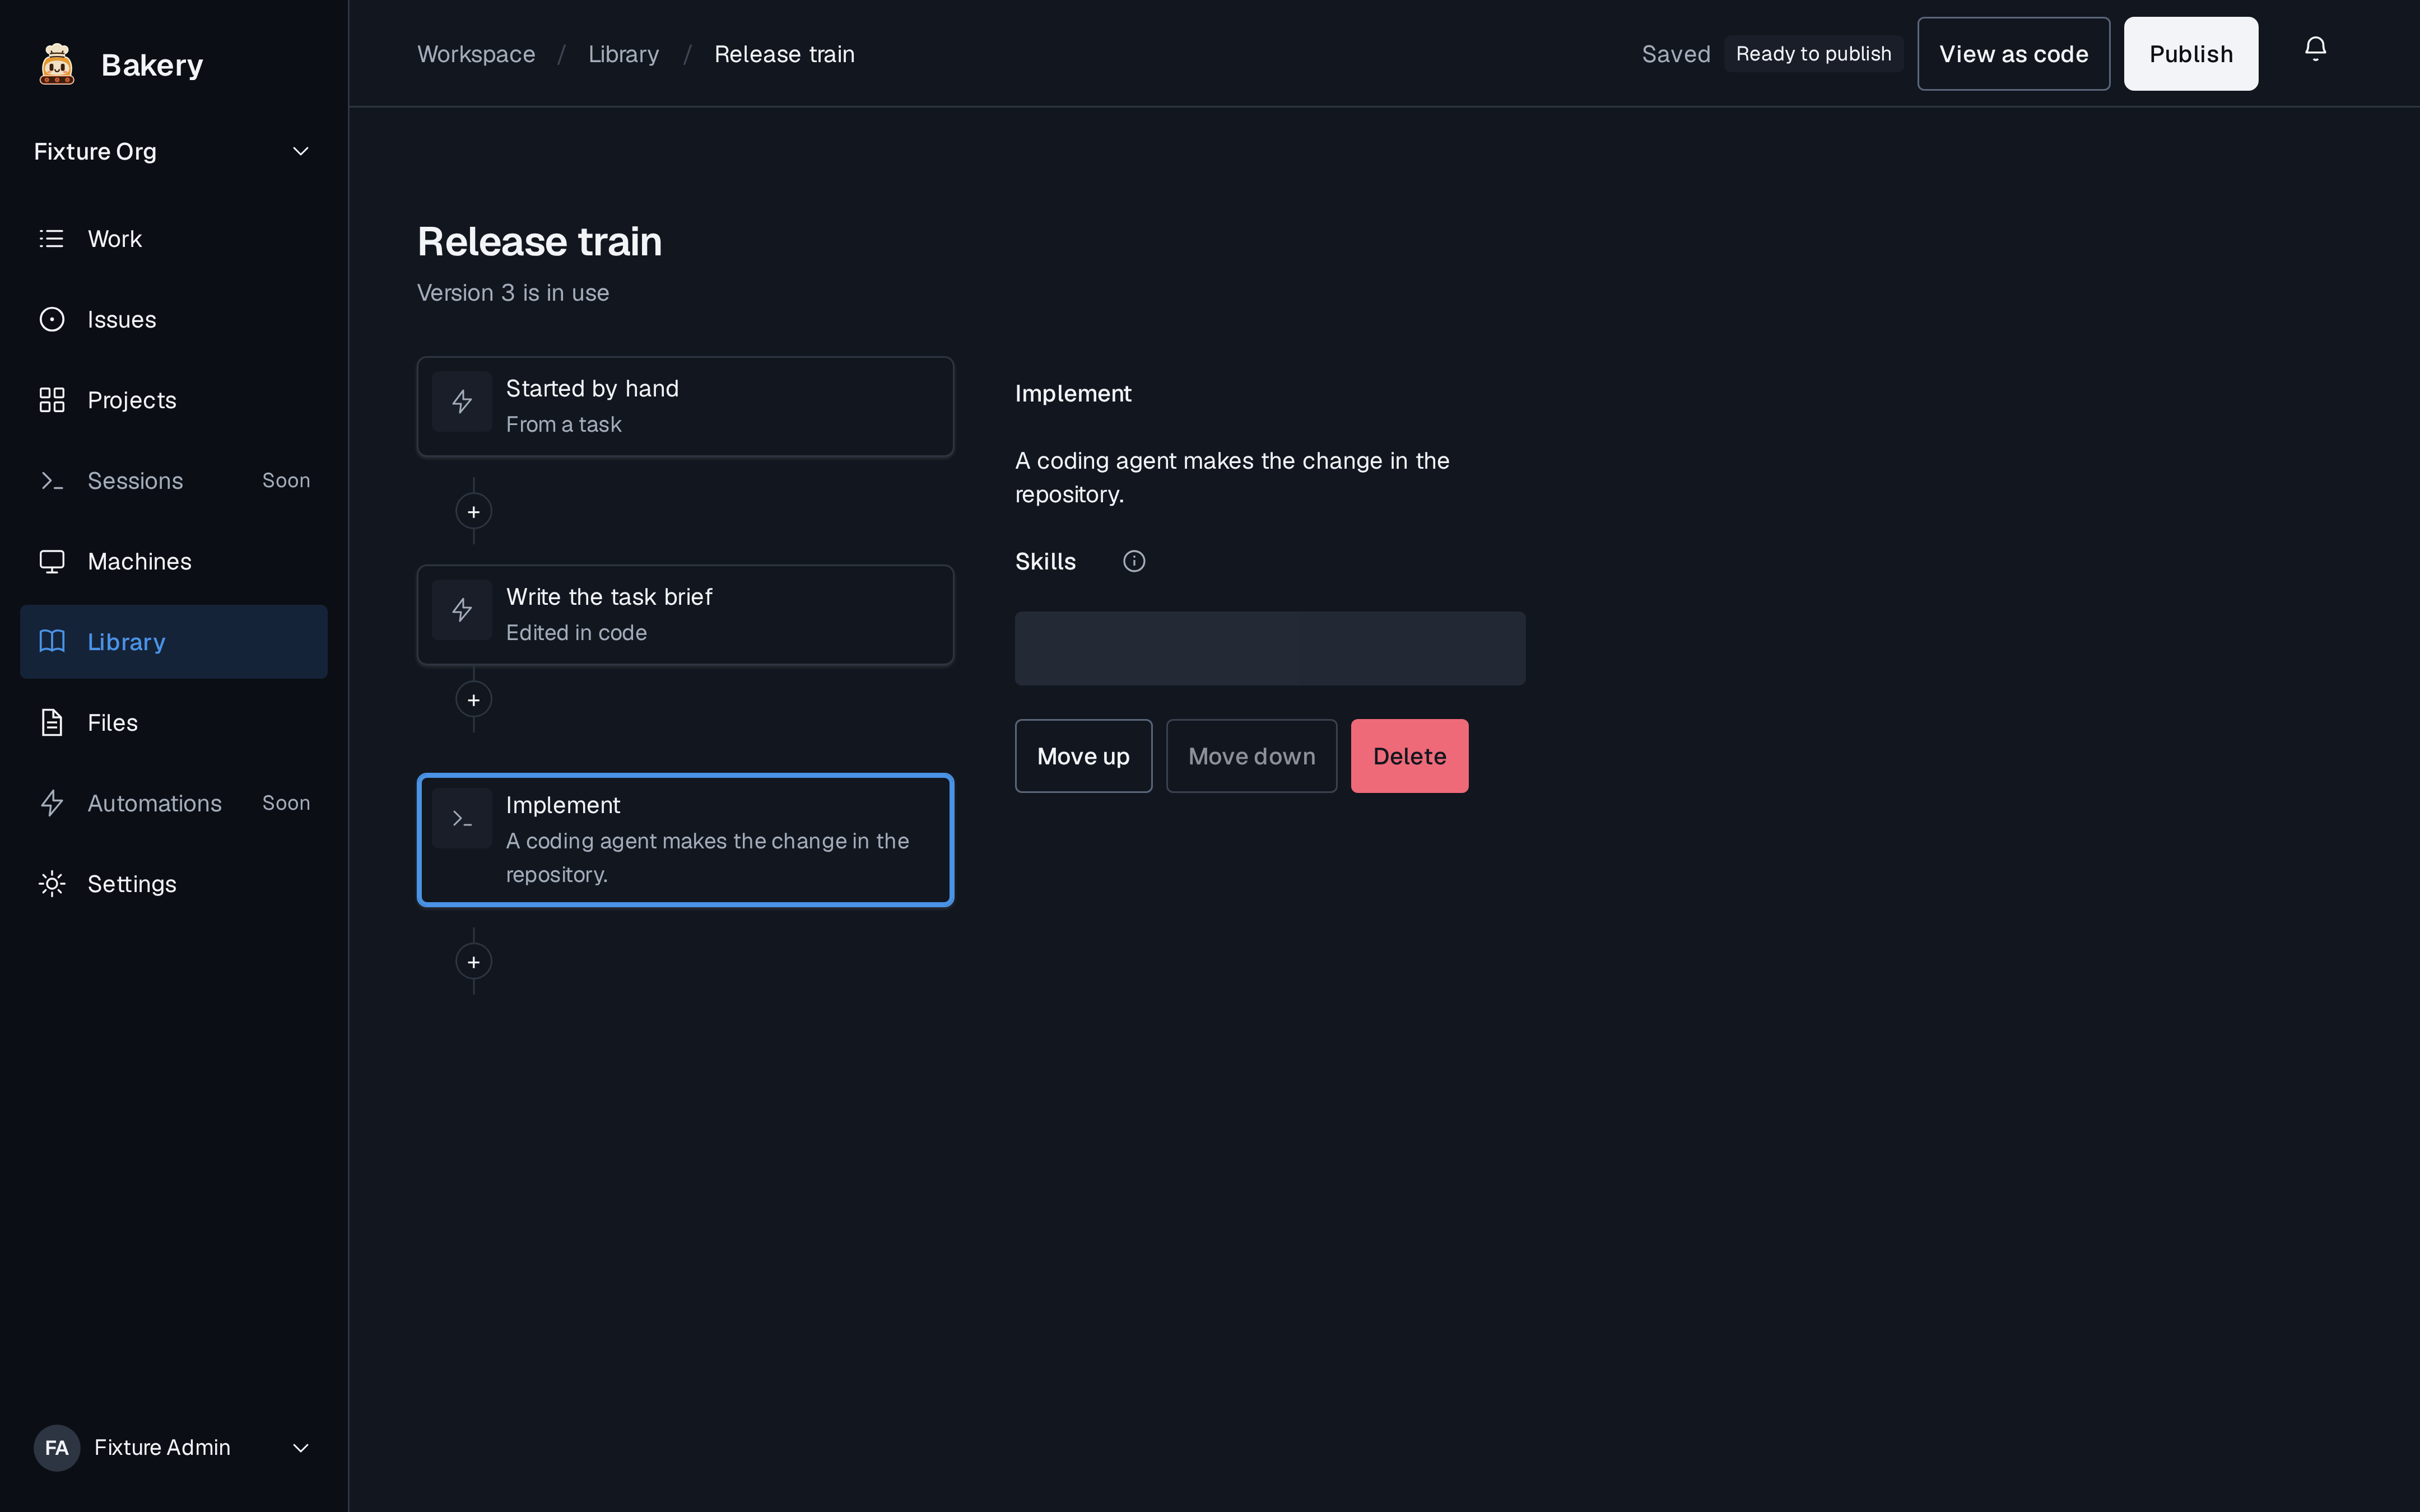 Bakery
Fixture Org
Work
Issues
Projects
Sessions Soon
Machines
Library
Files
Automations Soon
Settings
FA Fixture Admin
Workspace / Library / Release train
Saved Ready to publish View as code Publish
Release train
Version 3 is in use
Started by hand
From a task
+
Write the task brief
Edited in code
+
Implement
A coding agent makes the change in the
repository.
+
Implement
A coding agent makes the change in the
repository.
Skills
Move up Move down Delete